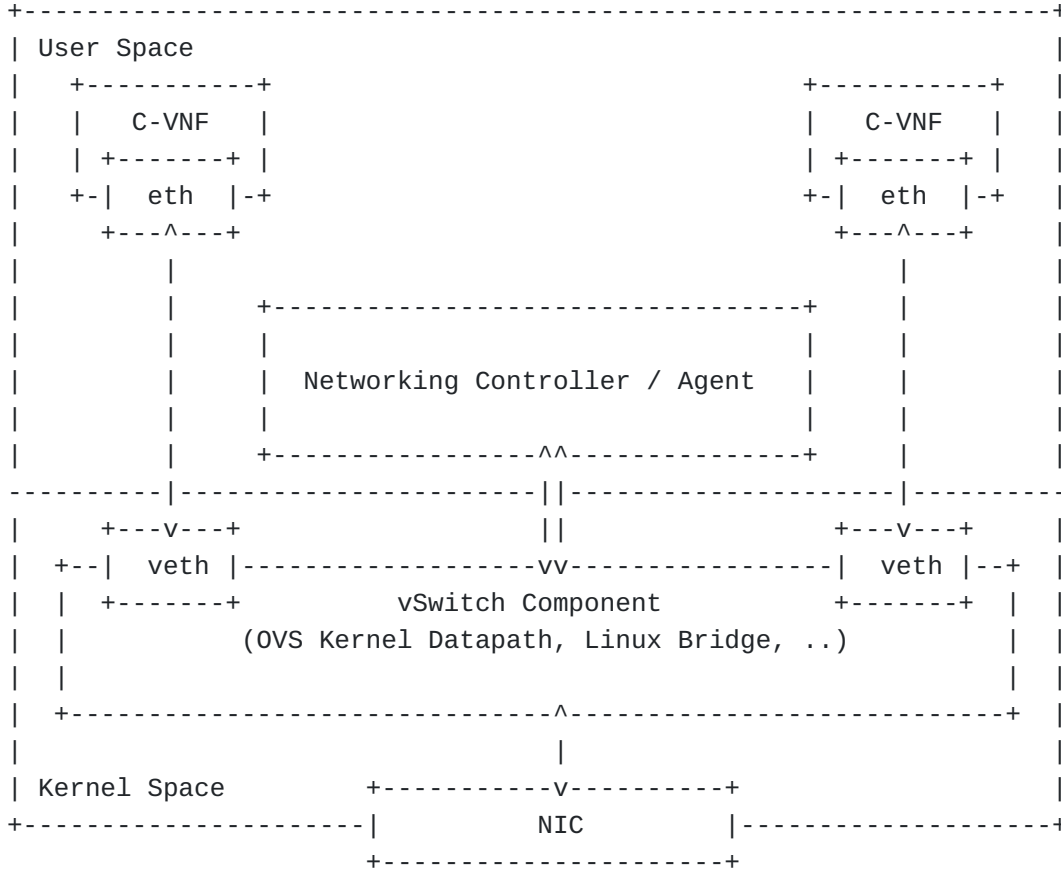 User Space
C-VNF C-VNF
eth eth
Networking Controller / Agent
veth veth
vSwitch Component
(OVS Kernel Datapath, Linux Bridge, ..)
Kernel Space
NIC